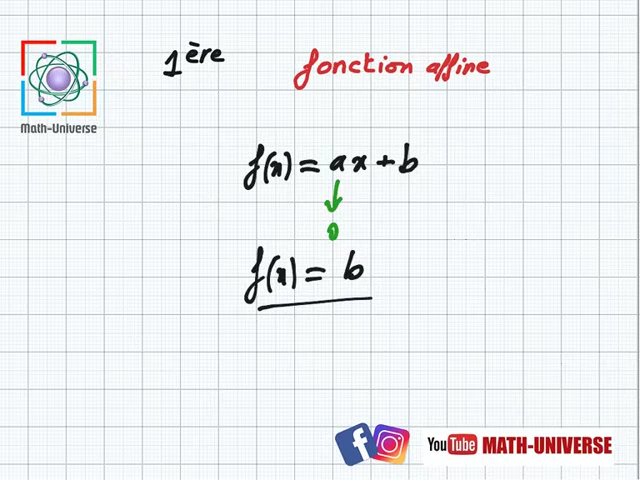 1ère
fonction affine
Math-Universe
f(x) = ax + b
0
f(x) = b
YouTube MATH-UNIVERSE